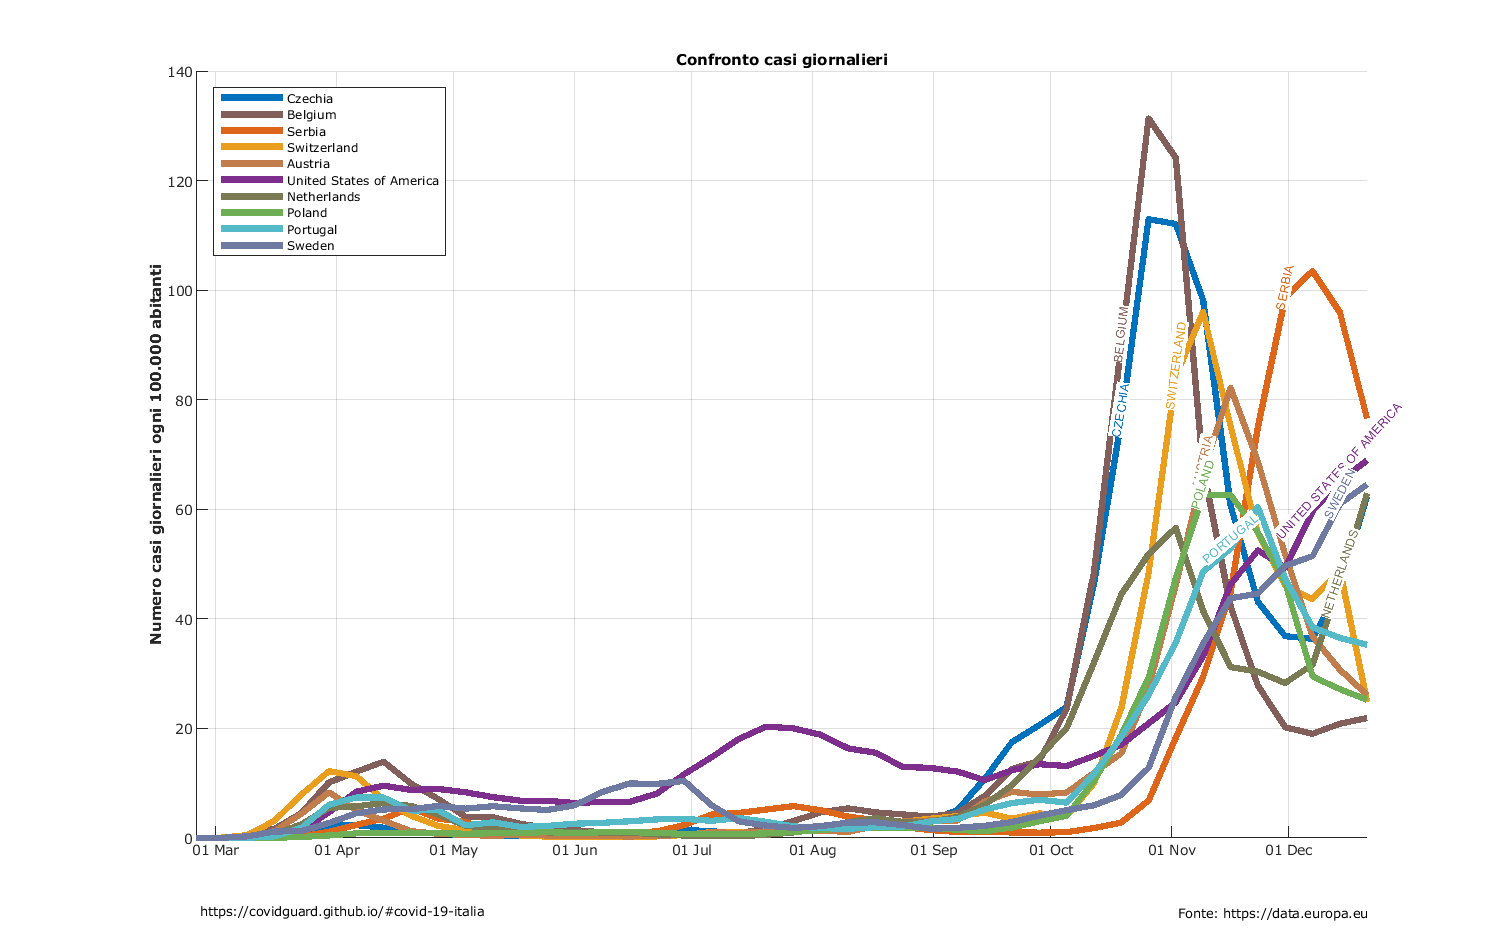 Confronto casi giornalieri
Numero casi giornalieri ogni 100.000 abitanti
140
120
100
80
60
40
20
0
Czechia
Belgium
Serbia
Switzerland
Austria
United States of America
Netherlands
Poland
Portugal
Sweden
BELGIUM
CZECHIA
SWITZERLAND
POLAND
PORTUGAL
SERBIA
UNITED STATES OF AMERICA
SWEDEN
NETHERLANDS
01 Mar
01 Apr
01 May
01 Jun
01 Jul
01 Aug
01 Sep
01 Oct
01 Nov
01 Dec
https://covidguard.github.io/#covid-19-italia
Fonte: https://data.europa.eu